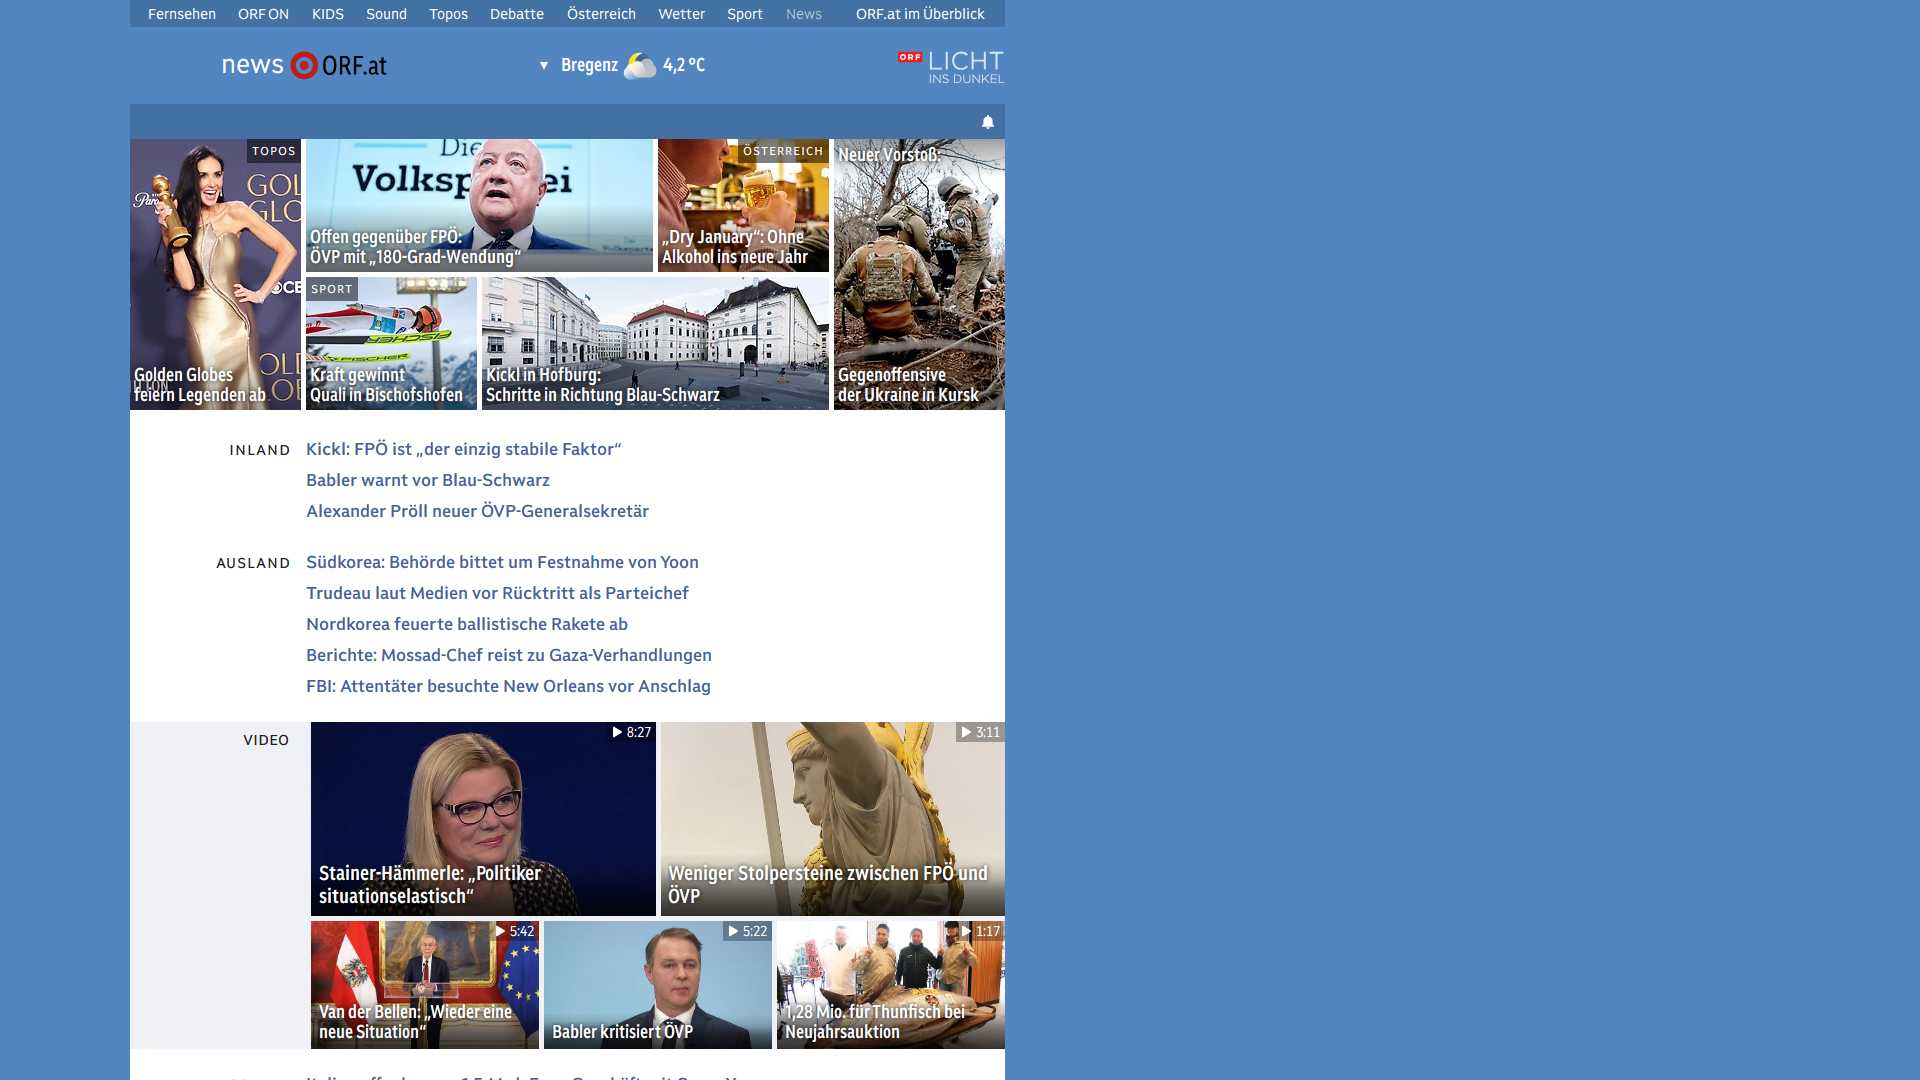 Fernsehen ORF ON KIDS Sound Topos Debatte Österreich Wetter Sport News ORF.at im Überblick
news ORF.at
▼ Bregenz 4,2 °C
ORF LICHT
INS DUNKEL
TOPOS
Golden Globes
feiern Legenden ab
Die
Volkspartei
Offen gegenüber FPÖ:
ÖVP mit „180-Grad-Wendung“
ÖSTERREICH
„Dry January“: Ohne
Alkohol ins neue Jahr
Neuer Vorstoß:
Gegenoffensive
der Ukraine in Kursk
SPORT
FISCHER
FISCHER
Kraft gewinnt
Quali in Bischofshofen
Kickl in Hofburg:
Schritte in Richtung Blau-Schwarz
INLAND
Kickl: FPÖ ist „der einzig stabile Faktor“
Babler warnt vor Blau-Schwarz
Alexander Pröll neuer ÖVP-Generalsekretär
AUSLAND
Südkorea: Behörde bittet um Festnahme von Yoon
Trudeau laut Medien vor Rücktritt als Parteichef
Nordkorea feuerte ballistische Rakete ab
Berichte: Mossad-Chef reist zu Gaza-Verhandlungen
FBI: Attentäter besuchte New Orleans vor Anschlag
VIDEO
8:27
Stainer-Hämmerle: „Politiker
situationselastisch“
3:11
Weniger Stolpersteine zwischen FPÖ und
ÖVP
5:42
Van der Bellen: „Wieder eine
neue Situation“
5:22
Babler kritisiert ÖVP
1:17
1,28 Mio. für Thunfisch bei
Neujahrsauktion